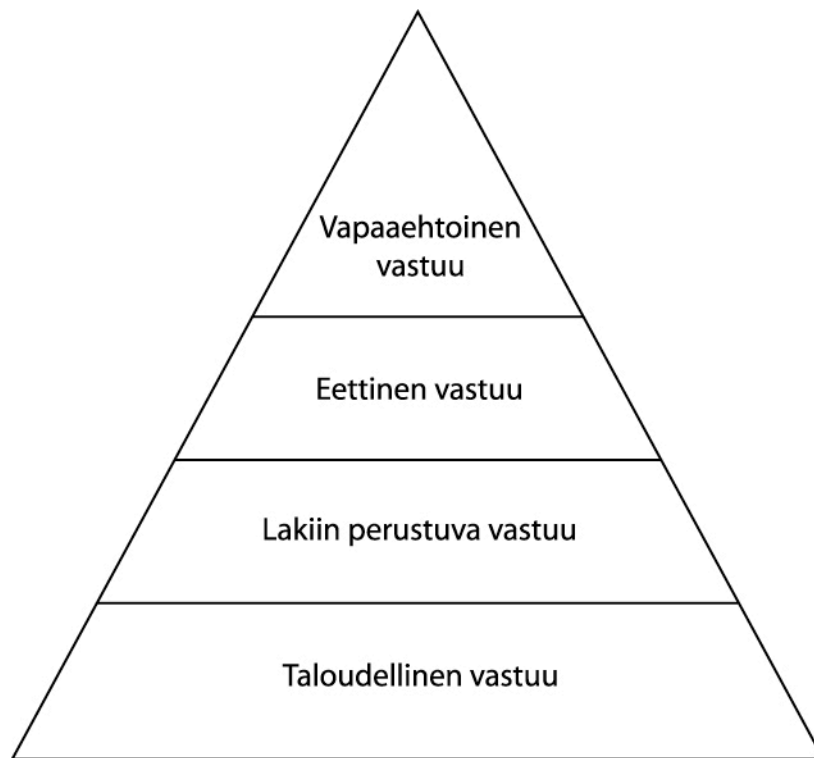 Vapaaehtoinen
vastuu
Eettinen vastuu
Lakiin perustuva vastuu
Taloudellinen vastuu